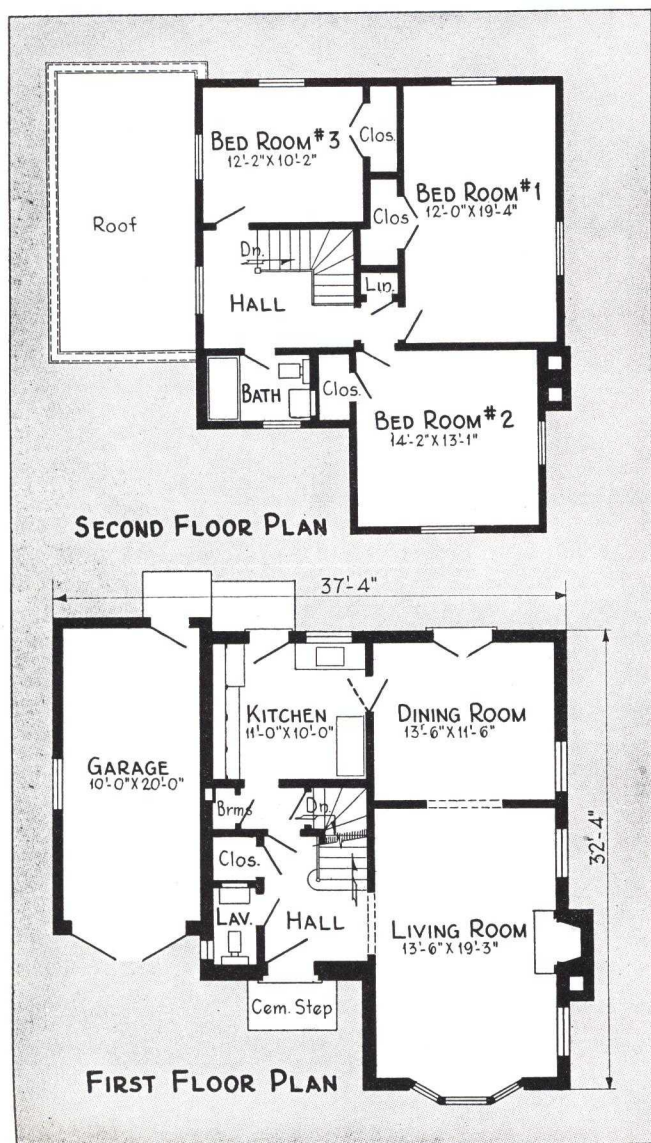 BED ROOM #3
12'-2" X 10'-2"
Clos.
BED ROOM #1
12'-0" X 19'-4"
Roof
Clos
Dn.
Lin.
HALL
BATH
Clos.
BED ROOM #2
14'-2" X 13'-1"
SECOND FLOOR PLAN
37'-4"
KITCHEN
11'-0" X 10'-0"
DINING ROOM
13'-6" X 11'-6"
GARAGE
10'-0" X 20'-0"
Brms
Dn.
32'-4"
Clos.
LAV.
HALL
LIVING ROOM
13'-6" X 19'-3"
Cem. Step
FIRST FLOOR PLAN